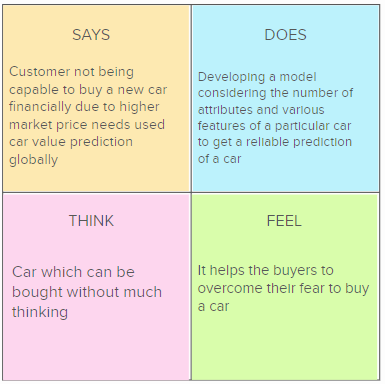 SAYS
Customer not being
capable to buy a new car
financially due to higher
market price needs used
car value prediction
globally
DOES
Developing a model
considering the number of
attributes and various
features of a particular car
to get a reliable prediction
of a car
THINK
Car which can be
bought without much
thinking
FEEL
It helps the buyers to
overcome their fear to buy
a car